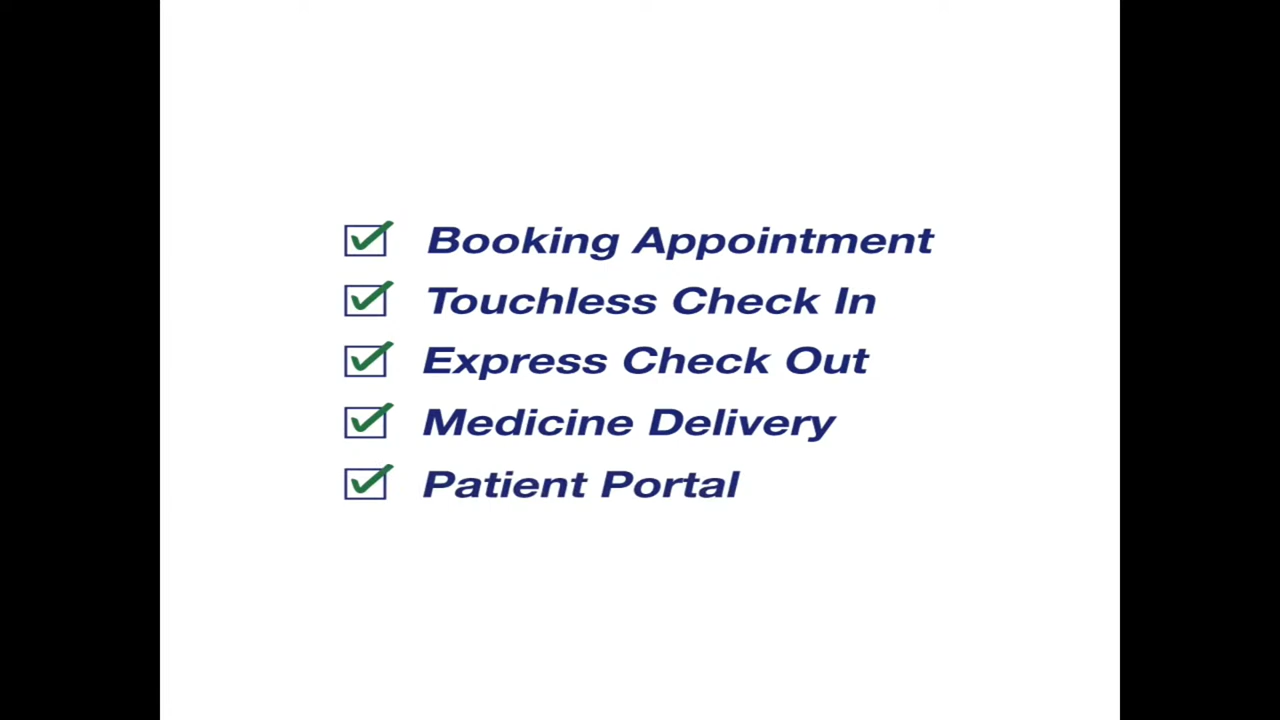 Booking Appointment
Touchless Check In
Express Check Out
Medicine Delivery
Patient Portal